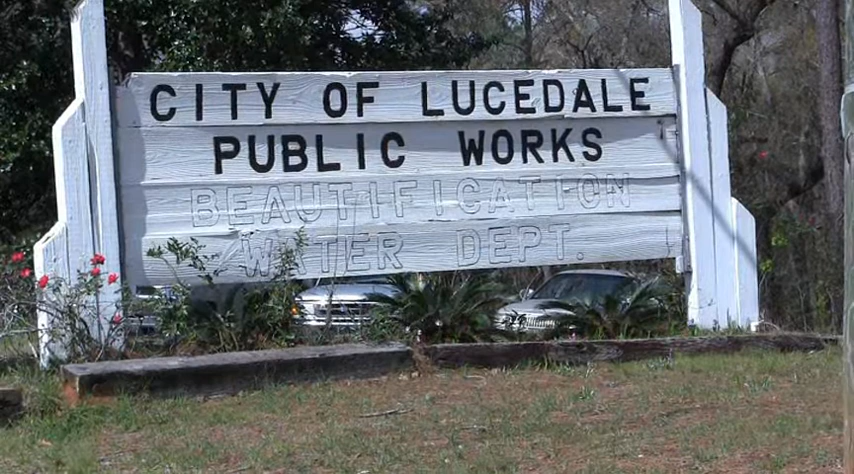 CITY OF LUCEDALE
PUBLIC WORKS
BEAUTIFICATION
WATER DEPT.